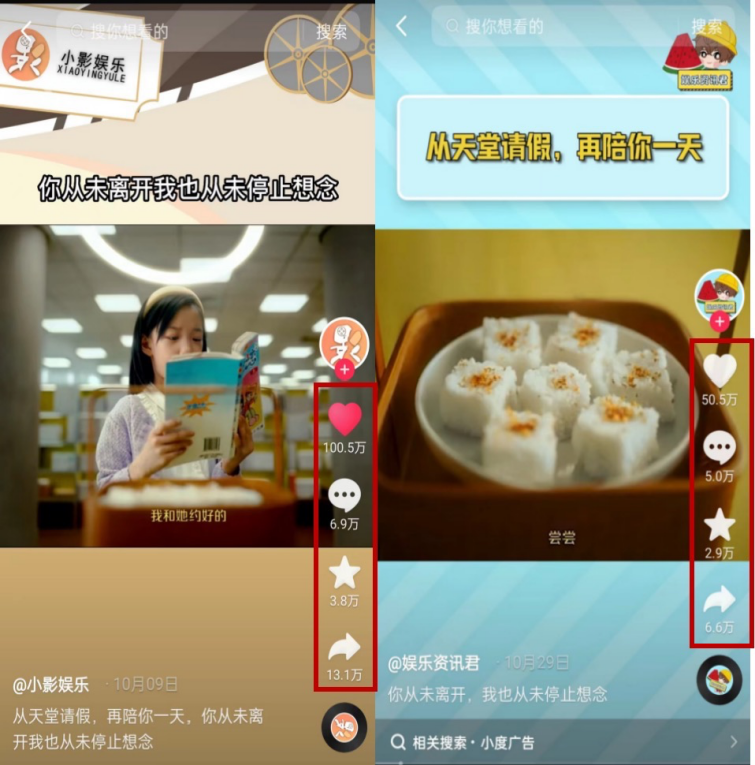 搜你想看的
搜索
小影娱乐
XIAOYINGYULE
你从未离开我也从未停止想念
我和她约好的
100.5万
6.9万
3.8万
13.1万
@小影娱乐 · 10月09日
从天堂请假，再陪你一天，你从未离
开我也从未停止想念
搜你想看的
搜索
娱乐资讯君
从天堂请假，再陪你一天
尝尝
50.5万
5.0万
2.9万
6.6万
@娱乐资讯君 · 10月29日
你从未离开，我也从未停止想念
相关搜索 · 小度广告